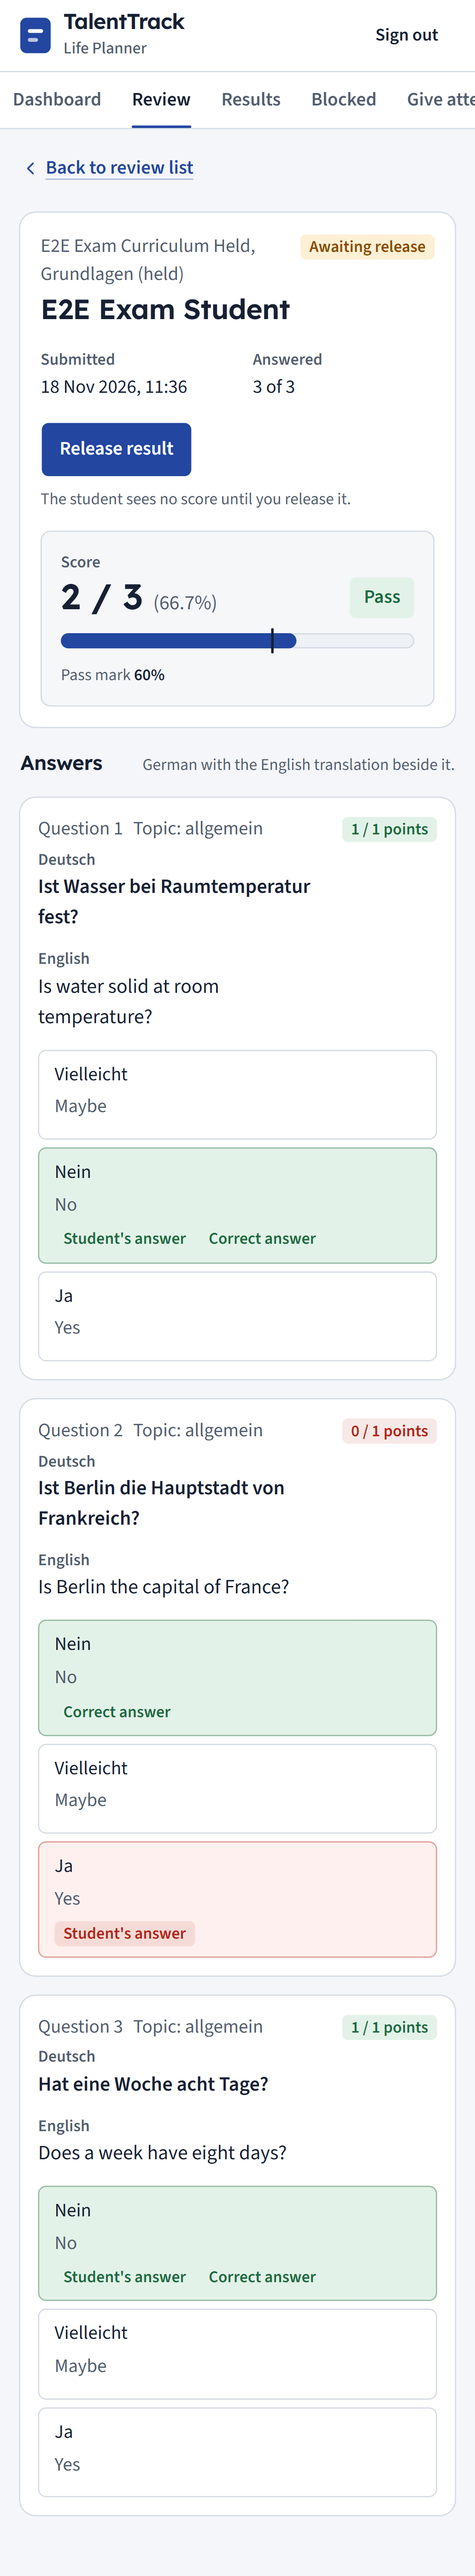 TalentTrack
Life Planner
Sign out
Dashboard Review Results Blocked Give atte
Back to review list
E2E Exam Curriculum Held,
Grundlagen (held)
Awaiting release
E2E Exam Student
Submitted Answered
18 Nov 2026, 11:36 3 of 3
Release result
The student sees no score until you release it.
Score
2 / 3 (66.7%)
Pass
Pass mark 60%
Answers German with the English translation beside it.
Question 1 Topic: allgemein 1 / 1 points
Deutsch
Ist Wasser bei Raumtemperatur
fest?
English
Is water solid at room
temperature?
Vielleicht
Maybe
Nein
No
Student's answer Correct answer
Ja
Yes
Question 2 Topic: allgemein 0 / 1 points
Deutsch
Ist Berlin die Hauptstadt von
Frankreich?
English
Is Berlin the capital of France?
Nein
No
Correct answer
Vielleicht
Maybe
Ja
Yes
Student's answer
Question 3 Topic: allgemein 1 / 1 points
Deutsch
Hat eine Woche acht Tage?
English
Does a week have eight days?
Nein
No
Student's answer Correct answer
Vielleicht
Maybe
Ja
Yes